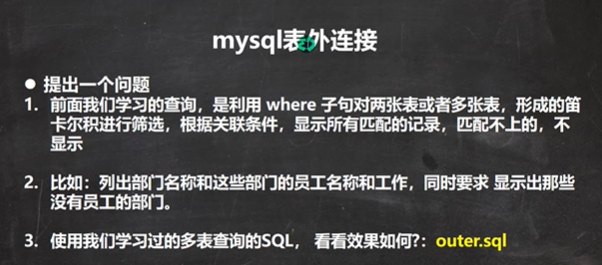 mysql表外连接
● 提出一个问题
1. 前面我们学习的查询，是利用 where 子句对两张表或者多张表，形成的笛
卡尔积进行筛选，根据关联条件，显示所有匹配的记录，匹配不上的，不
显示
2. 比如：列出部门名称和这些部门的员工名称和工作，同时要求 显示出那些
没有员工的部门。
3. 使用我们学习过的多表查询的SQL， 看看效果如何?：outer.sql